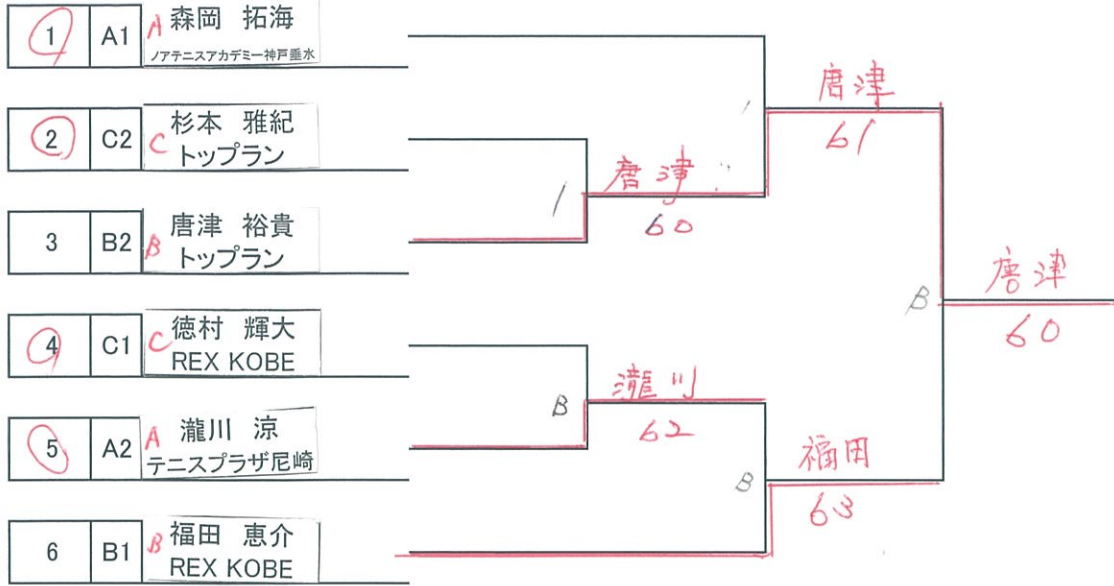 1 A1 A 森岡 拓海
ノアテニスアカデミー神戸垂水
2 C2 C 杉本 雅紀
トップラン
3 B2 B 唐津 裕貴
トップラン
4 C1 C 徳村 輝大
REX KOBE
5 A2 A 瀧川 涼
テニスプラザ尼崎
6 B1 B 福田 恵介
REX KOBE
1
唐津
60
B
瀧川
62
1
唐津
61
B
福田
63
B
唐津
60